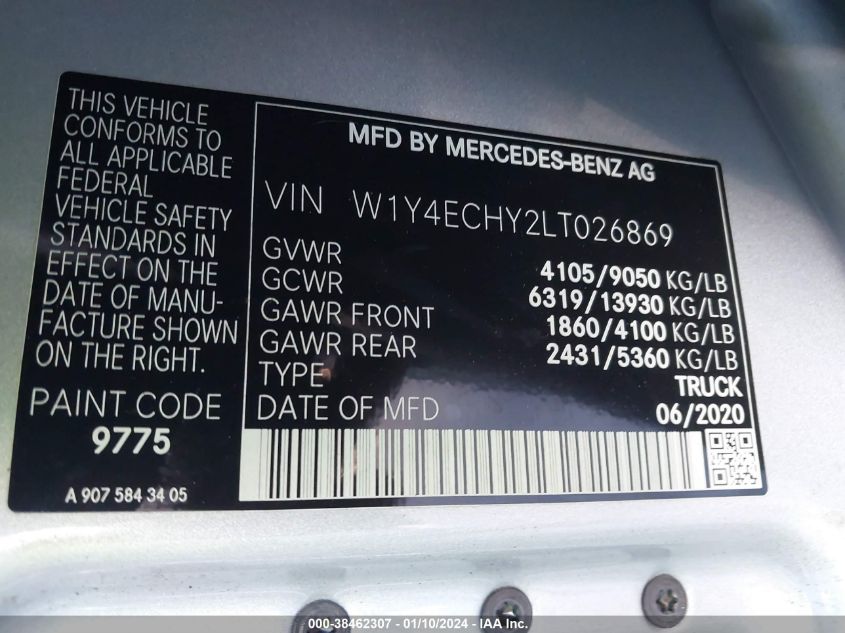 THIS VEHICLE
CONFORMS TO
ALL APPLICABLE
FEDERAL
VEHICLE SAFETY
STANDARDS IN
EFFECT ON THE
DATE OF MANU-
FACTURE SHOWN
ON THE RIGHT.
PAINT CODE
9775
A 907 584 34 05
MFD BY MERCEDES-BENZ AG
VIN W1Y4ECHY2LT026869
GVWR 4105/9050 KG/LB
GCWR 6319/13930 KG/LB
GAWR FRONT 1860/4100 KG/LB
GAWR REAR 2431/5360 KG/LB
TYPE TRUCK
DATE OF MFD 06/2020
000-38462307 - 01/10/2024 - IAA Inc.